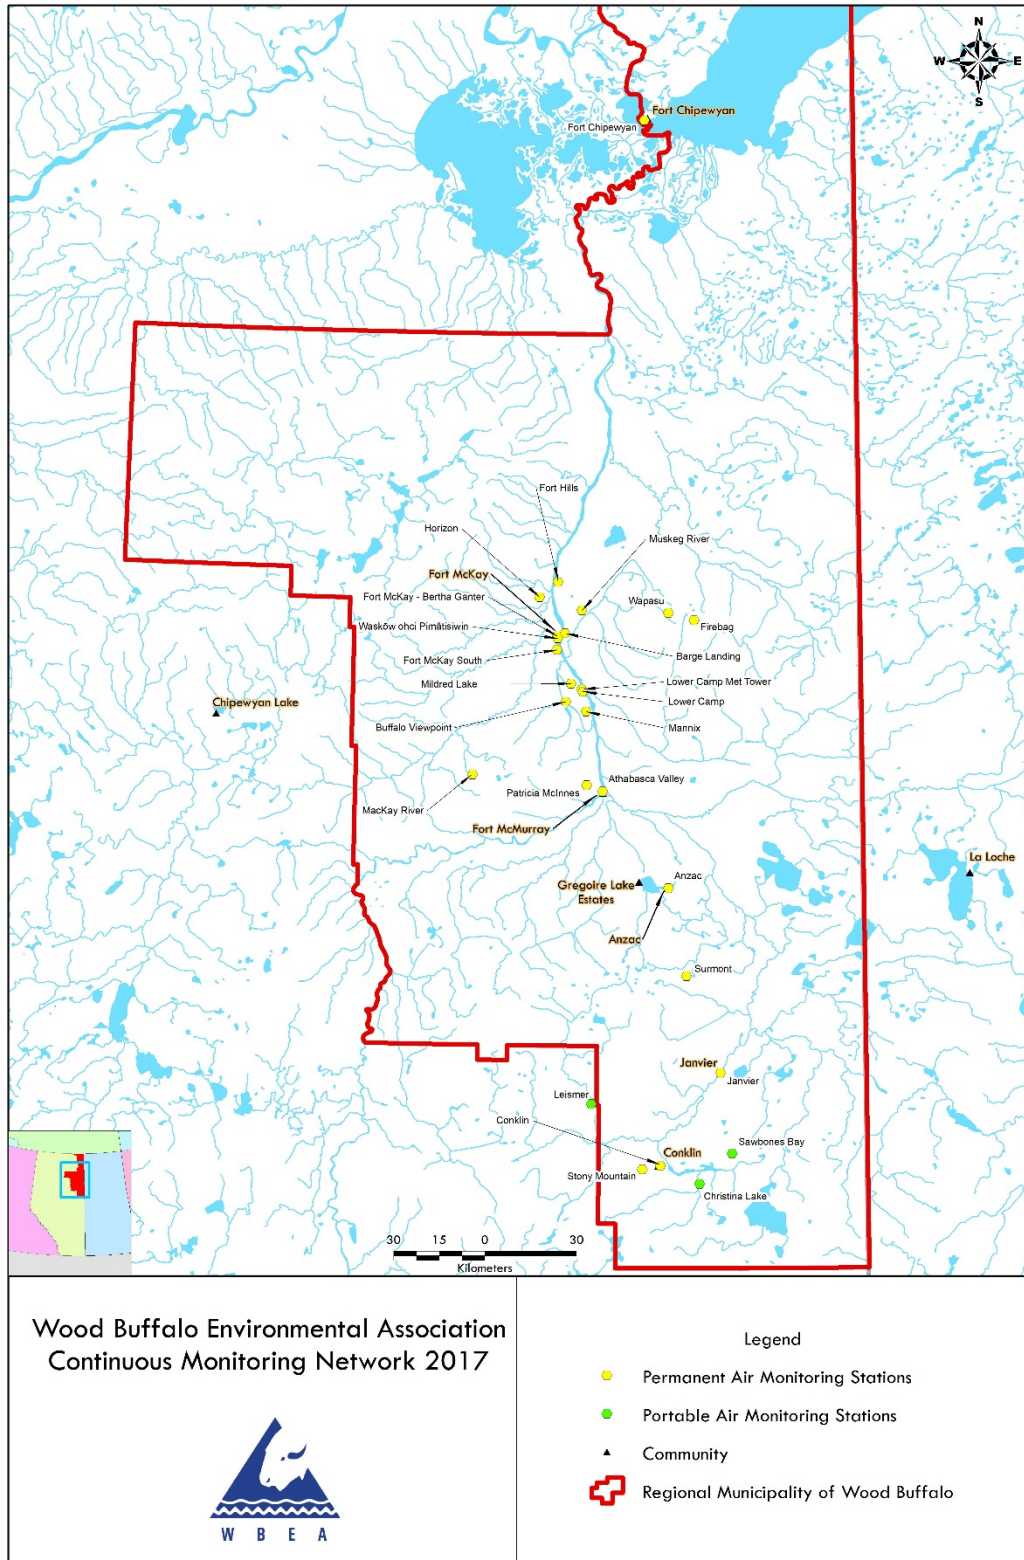 N
W
E
S
Fort Chipewyan
Fort Chipewyan
Fort Hills
Horizon
Muskeg River
Fort McKay
Fort McKay - Bertha Ganter
Wapasu
Firebag
Waskōw ohci Pimâtisiwin
Barge Landing
Fort McKay South
Mildred Lake
Lower Camp Met Tower
Lower Camp
Chipewyan Lake
Buffalo Viewpoint
Mannix
Athabasca Valley
Patricia McInnes
MacKay River
Fort McMurray
La Loche
Anzac
Gregoire Lake
Estates
Anzac
Surmont
Janvier
Janvier
Leismer
Conklin
Sawbones Bay
Conklin
Stony Mountain
Christina Lake
30 15 0 30
Kilometers
Wood Buffalo Environmental Association
Continuous Monitoring Network 2017
W B E A
Legend
Permanent Air Monitoring Stations
Portable Air Monitoring Stations
Community
Regional Municipality of Wood Buffalo